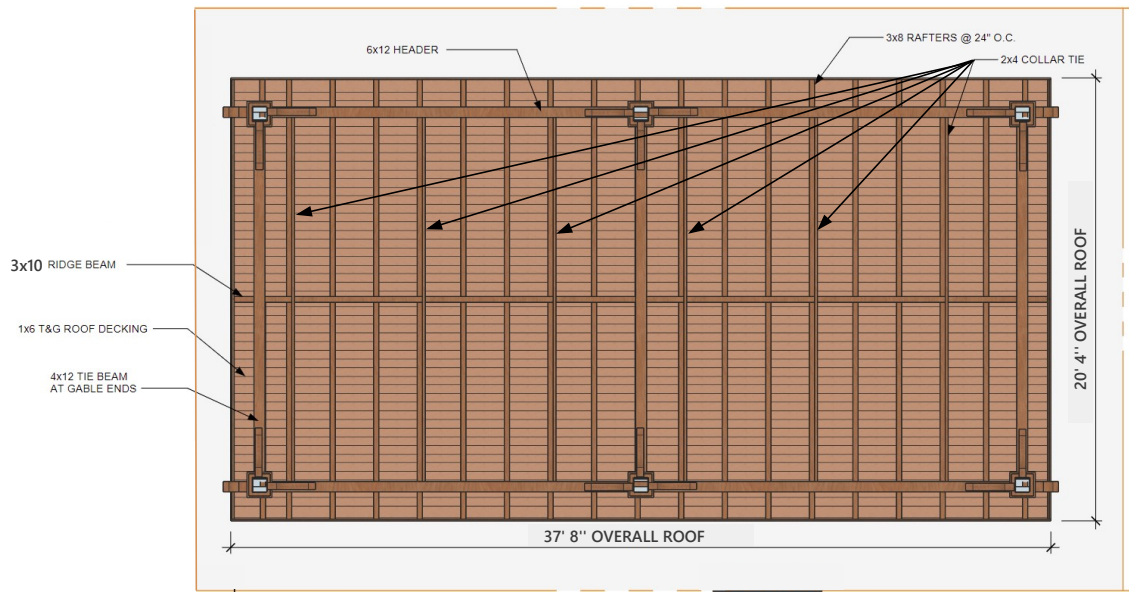 3x8 RAFTERS @ 24" O.C.
6x12 HEADER
2x4 COLLAR TIE
3x10 RIDGE BEAM
1x6 T&G ROOF DECKING
4x12 TIE BEAM
AT GABLE ENDS
20' 4'' OVERALL ROOF
37' 8'' OVERALL ROOF